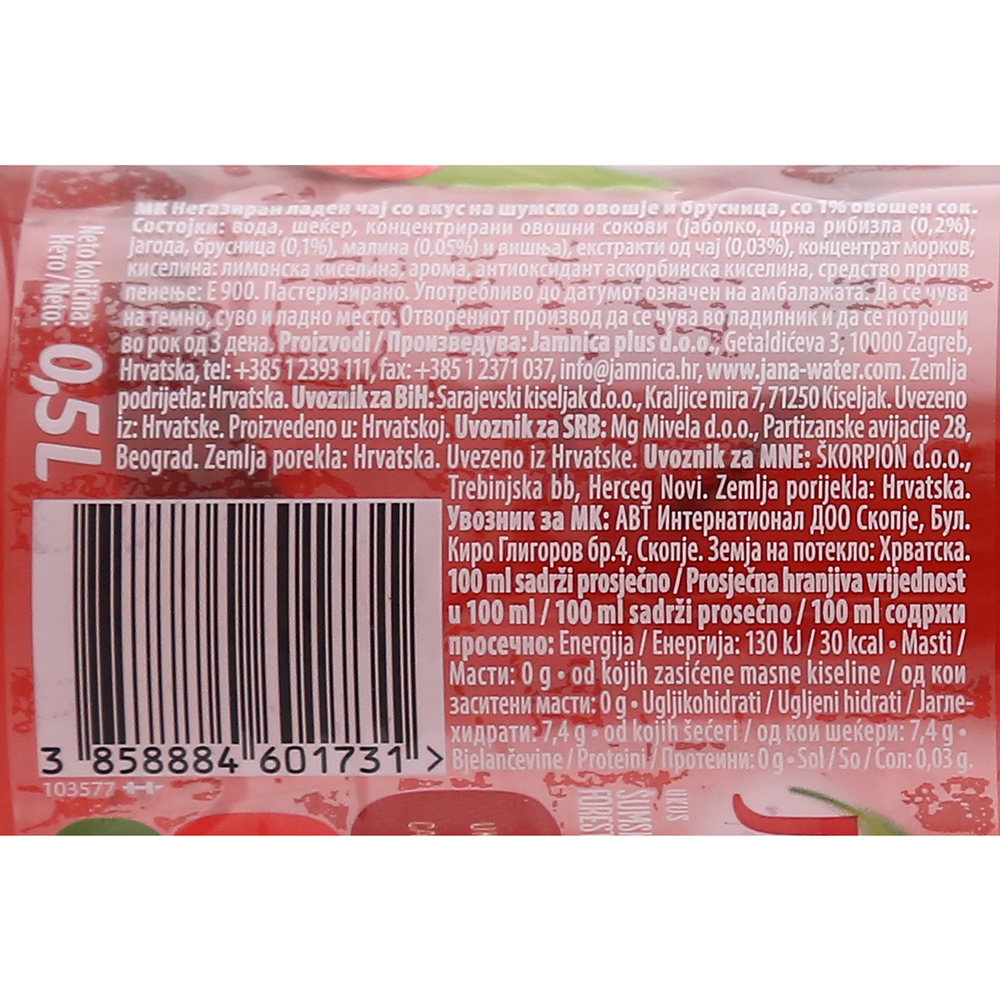 МК Негазиран ладен чај со вкус на шумско овошје и брусница, со 1% овошен сок.
Состојки: вода, шеќер, концентрирани овошни сокови (јаболко, црна рибизла (0,2%),
јагода, брусница (0,1%), малина (0,05%) и вишња), екстракти од чај (0,03%), концентрат морков,
киселина: лимонска киселина, арома, антиоксидант аскорбинска киселина, средство против
пенење: Е 900. Пастеризирано. Употребливо до датумот означен на амбалажата. Да се чува
на темно, суво и ладно место. Отворениот производ да се чува во ладилник и да се потроши
во рок од 3 дена. Proizvodi / Произведува: Jamnica plus d.o.o., Getaldićeva 3, 10000 Zagreb,
Hrvatska, tel: +385 1 2393 111, fax: +385 1 2371 037, info@jamnica.hr, www.jana-water.com. Zemlja
podrijetla: Hrvatska. Uvoznik za BiH: Sarajevski kiseljak d.o.o., Kraljice mira 7, 71250 Kiseljak. Uvezeno
iz: Hrvatske. Proizvedeno u: Hrvatskoj. Uvoznik za SRB: Mg Mivela d.o.o., Partizanske avijacije 28,
Beograd. Zemlja porekla: Hrvatska. Uvezeno iz Hrvatske. Uvoznik za MNE: ŠKORPION d.o.o.,
Trebinjska bb, Herceg Novi. Zemlja porijekla: Hrvatska.
Увозник за МК: АВТ Интернационал ДОО Скопје, Бул.
Киро Глигоров бр.4, Скопје. Земја на потекло: Хрватска.
100 ml sadrži prosječno / Prosječna hranjiva vrijednost
u 100 ml / 100 ml sadrži prosečno / 100 ml содржи
просечно: Energija / Енергија: 130 kJ / 30 kcal • Masti /
Масти: 0 g • od kojih zasićene masne kiseline / од кои
заситени масти: 0 g • Ugljikohidrati / Ugljeni hidrati / Јагле-
хидрати: 7,4 g • od kojih šećeri / од кои шеќери: 7,4 g •
Bjelančevine / Proteini / Протеини: 0 g • Sol / So / Сол: 0,03 g.
Neto količina:
Нето / Neto:
0,5 L
3 858884 601731 >
103577